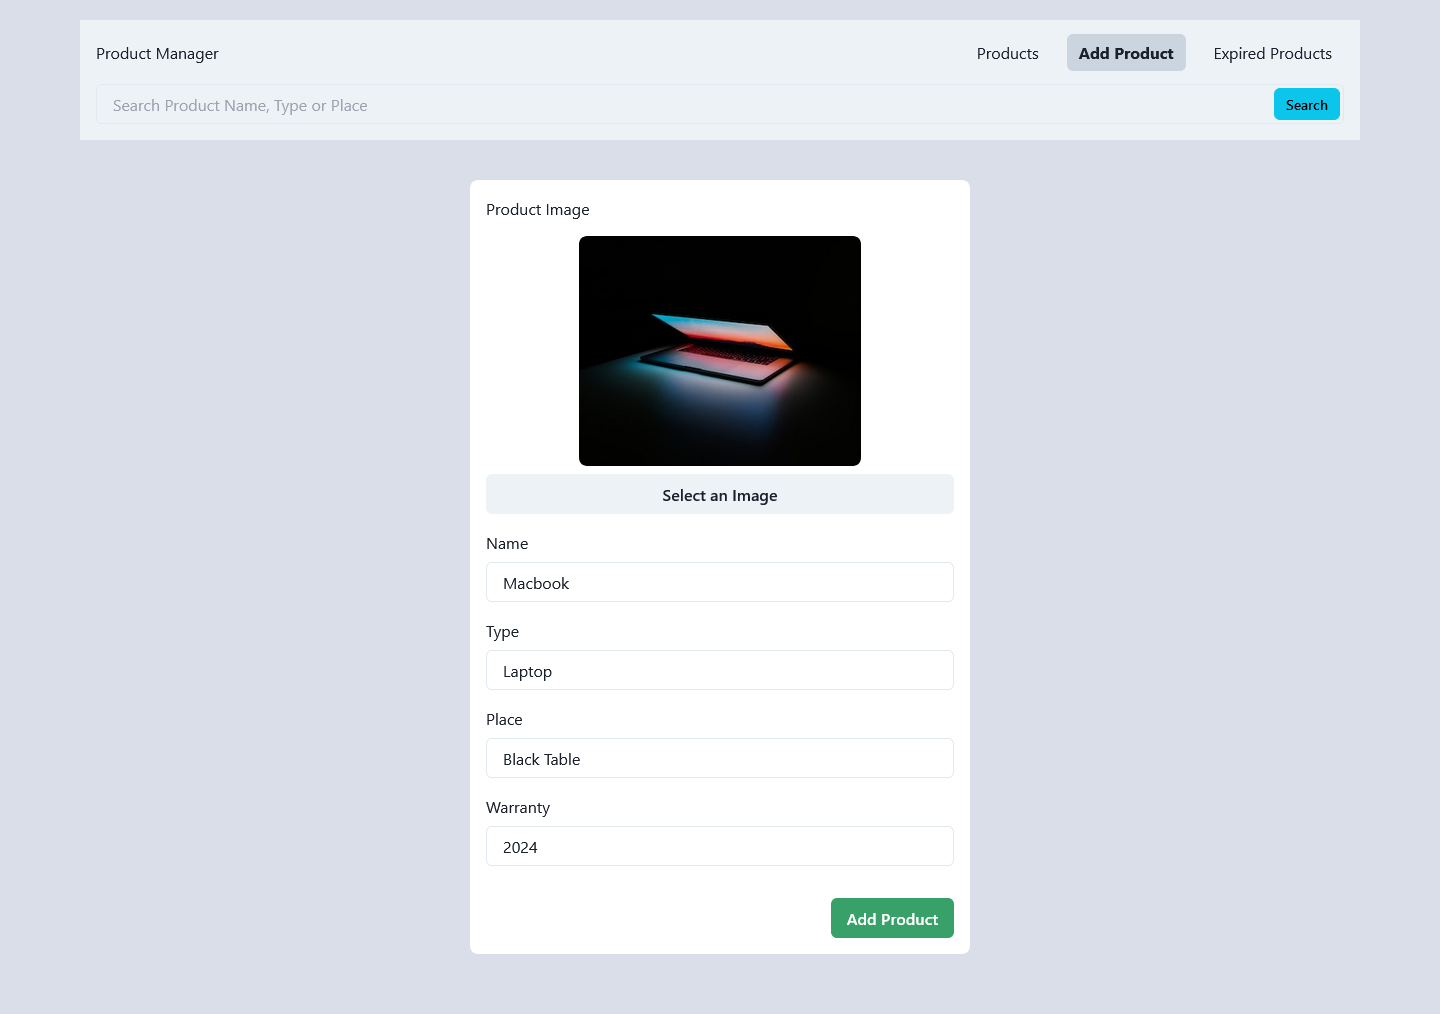 Product Manager
Products
Add Product
Expired Products
Search Product Name, Type or Place
Search
Product Image
Select an Image
Name
Macbook
Type
Laptop
Place
Black Table
Warranty
2024
Add Product